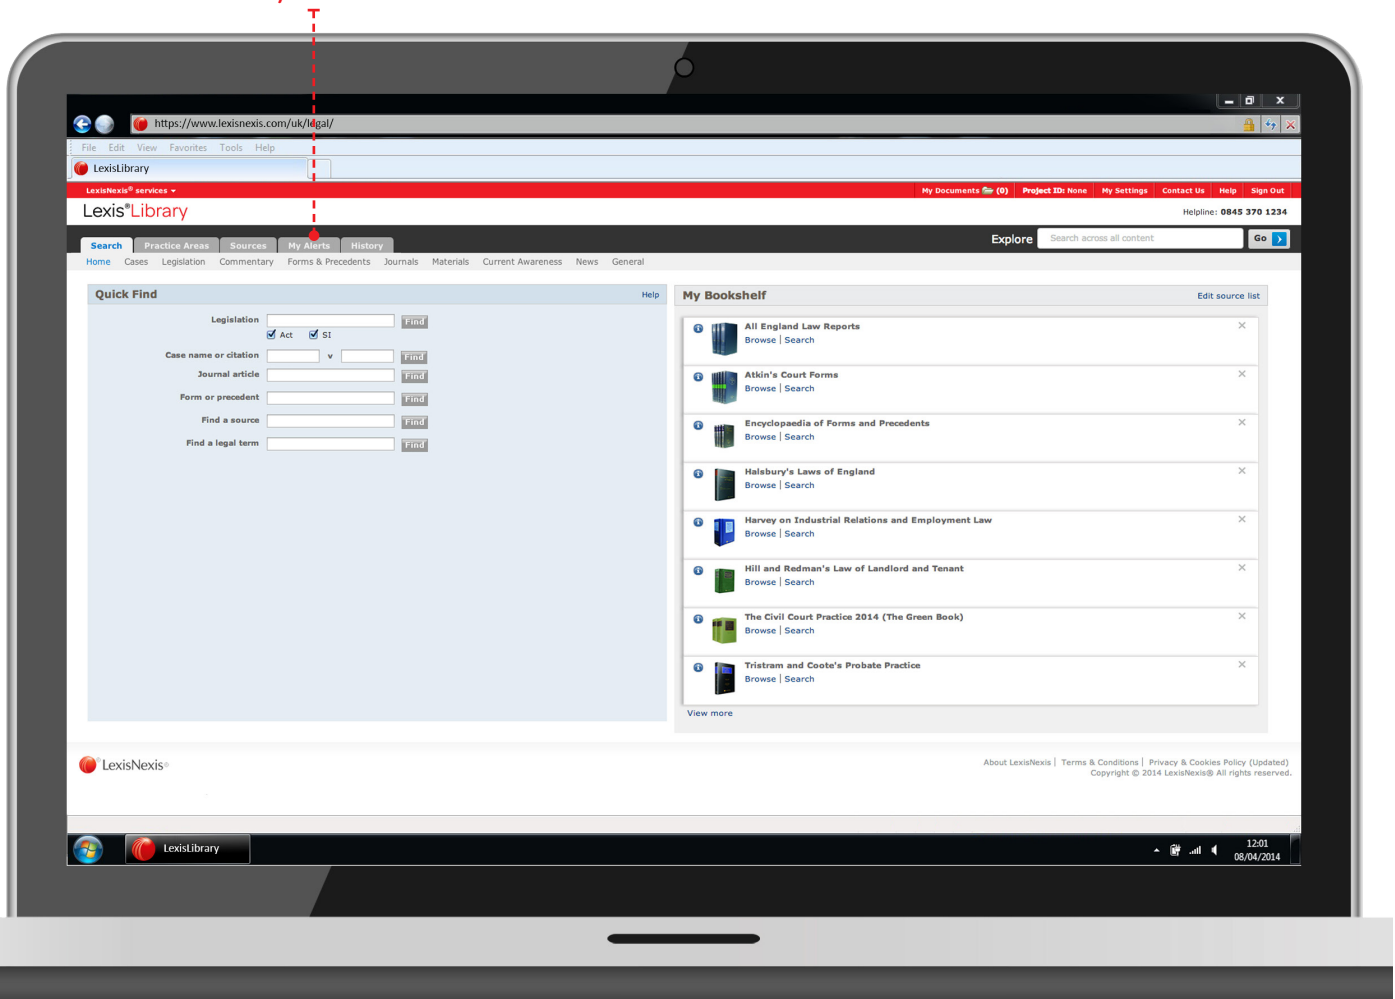 https://www.lexisnexis.com/uk/legal/
File Edit View Favorites Tools Help
LexisLibrary
LexisNexis® services
My Documents (0) Project ID: None My Settings Contact Us Help Sign Out
Lexis®Library
Helpline: 0845 370 1234
Search Practice Areas Sources My Alerts History
Explore Search across all content Go
Home Cases Legislation Commentary Forms & Precedents Journals Materials Current Awareness News General
Quick Find Help
Legislation Find
Act SI
Case name or citation v Find
Journal article Find
Form or precedent Find
Find a source Find
Find a legal term Find
My Bookshelf Edit source list
All England Law Reports
Browse | Search
Atkin's Court Forms
Browse | Search
Encyclopaedia of Forms and Precedents
Browse | Search
Halsbury's Laws of England
Browse | Search
Harvey on Industrial Relations and Employment Law
Browse | Search
Hill and Redman's Law of Landlord and Tenant
Browse | Search
The Civil Court Practice 2014 (The Green Book)
Browse | Search
Tristram and Coote's Probate Practice
Browse | Search
View more
LexisNexis®
About LexisNexis | Terms & Conditions | Privacy & Cookies Policy (Updated)
Copyright © 2014 LexisNexis® All rights reserved.
LexisLibrary
12:01
08/04/2014